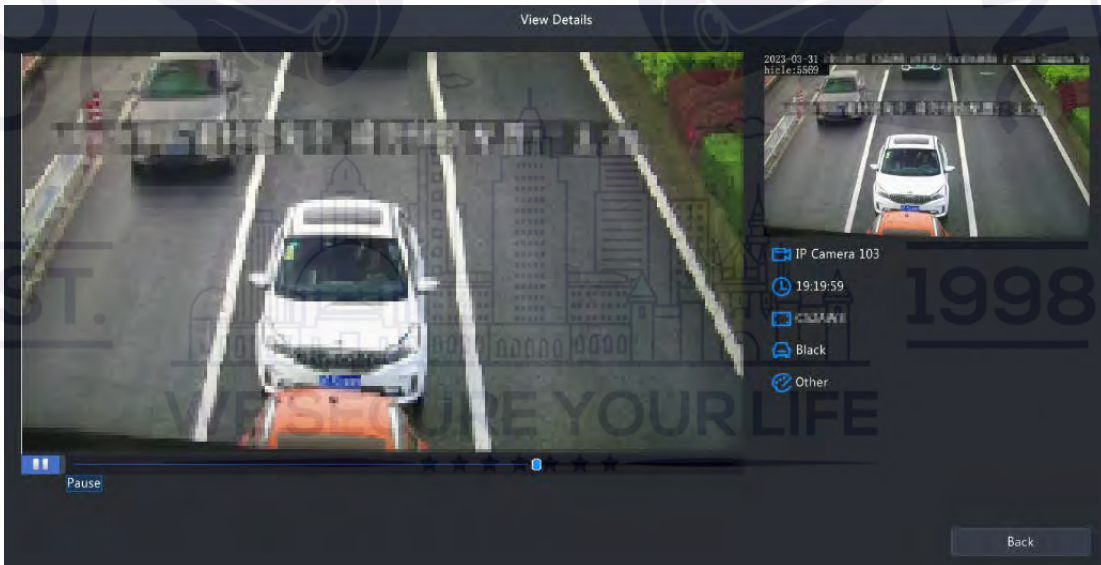 View Details
2023-03-31
hicle:5569
IP Camera 103
19:19:59
Black
Other
Pause
Back
EST.
1998
WE SECURE YOUR LIFE